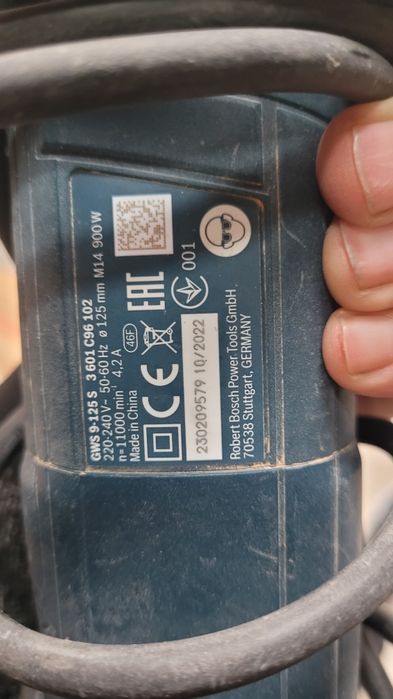 GWS 9-125 S 3 601 C96 102
220-240 V~ 50-60 Hz ø 125 mm M14 900 W
n=11000 min⁻¹ 4,2 A
Made in China
46F
CE
EAC
001
230209579 10/2022
Robert Bosch Power Tools GmbH
70538 Stuttgart, GERMANY